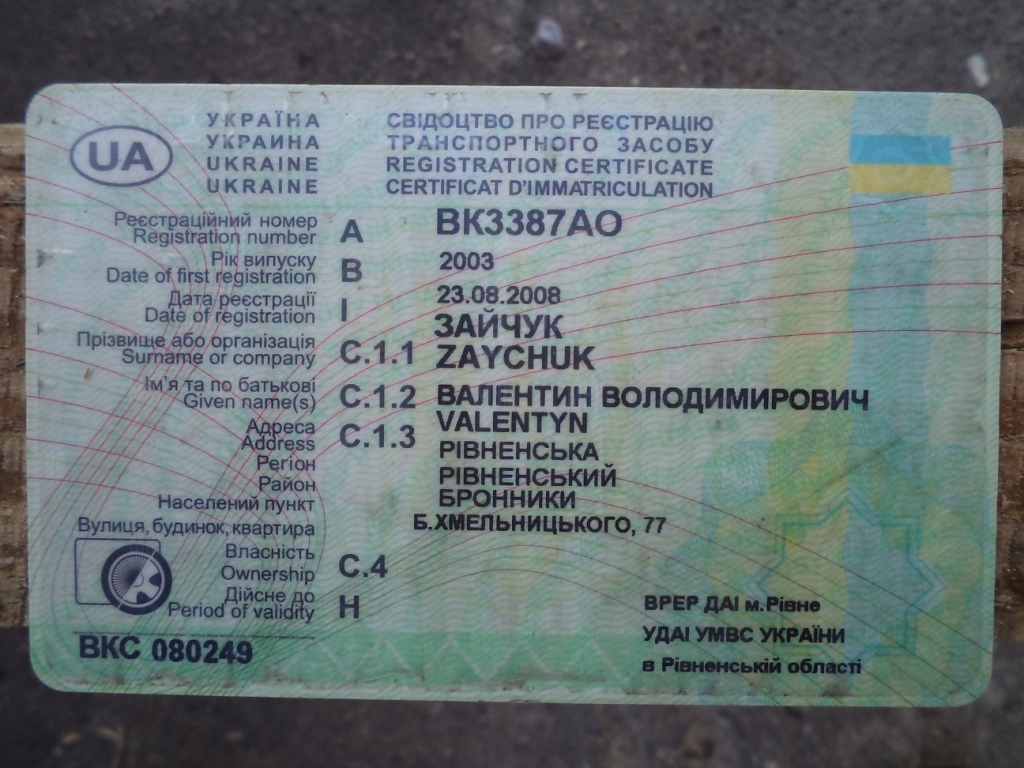 UA
УКРАЇНА
УКРАИНА
UKRAINE
UKRAINE
СВІДОЦТВО ПРО РЕЄСТРАЦІЮ
ТРАНСПОРТНОГО ЗАСОБУ
REGISTRATION CERTIFICATE
CERTIFICAT D'IMMATRICULATION
Реєстраційний номер
Registration number A ВК3387АО
Рік випуску
Date of first registration B 2003
Дата реєстрації
Date of registration I 23.08.2008
Прізвище або організація ЗАЙЧУК
Surname or company C.1.1 ZAYCHUK
Ім'я та по батькові
Given name(s) C.1.2 ВАЛЕНТИН ВОЛОДИМИРОВИЧ
VALENTYN
Адреса
Address C.1.3 РІВНЕНСЬКА
Регіон
Район РІВНЕНСЬКИЙ
Населений пункт БРОННИКИ
Вулиця, будинок, квартира Б.ХМЕЛЬНИЦЬКОГО, 77
Власність
Ownership C.4
Дійсне до
Period of validity H
ВРЕР ДАІ м.Рівне
УДАІ УМВС УКРАЇНИ
в Рівненській області
ВКС 080249